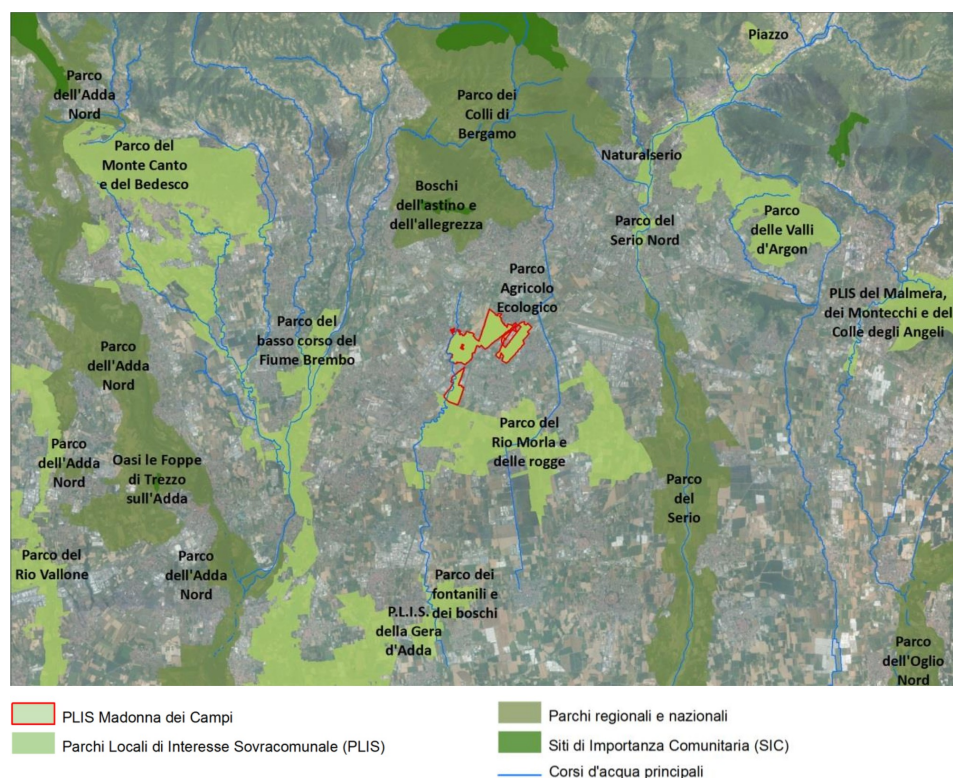 Piazzo
Parco
dell'Adda
Nord
Parco dei
Colli di
Bergamo
Parco del
Monte Canto
e del Bedesco
Naturalserio
Boschi
dell'astino e
dell'allegrezza
Parco del
Serio Nord
Parco
delle Valli
d'Argon
Parco
Agricolo
Ecologico
PLIS del Malmera,
dei Montecchi e del
Colle degli Angeli
Parco del
basso corso del
Fiume Brembo
Parco
dell'Adda
Nord
Parco del
Rio Morla e
delle rogge
Parco
dell'Adda
Nord
Oasi le Foppe
di Trezzo
sull'Adda
Parco
del
Serio
Parco del
Rio Vallone
Parco
dell'Adda
Nord
Parco dei
fontanili e
dei boschi
P.L.I.S.
della Gera
d'Adda
Parco
dell'Oglio
Nord
PLIS Madonna dei Campi
Parchi Locali di Interesse Sovracomunale (PLIS)
Parchi regionali e nazionali
Siti di Importanza Comunitaria (SIC)
Corsi d'acqua principali